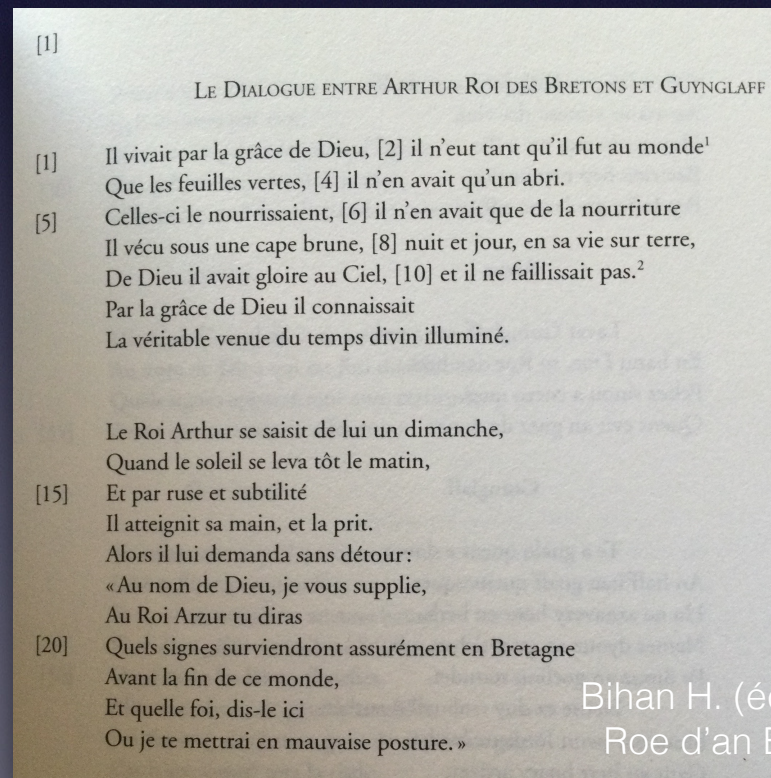 [1]
LE DIALOGUE ENTRE ARTHUR ROI DES BRETONS ET GUYNGLAFF
[1] Il vivait par la grâce de Dieu, [2] il n'eut tant qu'il fut au monde¹
Que les feuilles vertes, [4] il n'en avait qu'un abri.
[5] Celles-ci le nourrissaient, [6] il n'en avait que de la nourriture
Il vécu sous une cape brune, [8] nuit et jour, en sa vie sur terre,
De Dieu il avait gloire au Ciel, [10] et il ne faillissait pas.²
Par la grâce de Dieu il connaissait
La véritable venue du temps divin illuminé.
Le Roi Arthur se saisit de lui un dimanche,
Quand le soleil se leva tôt le matin,
[15] Et par ruse et subtilité
Il atteignit sa main, et la prit.
Alors il lui demanda sans détour :
« Au nom de Dieu, je vous supplie,
Au Roi Arzur tu diras
[20] Quels signes surviendront assurément en Bretagne
Avant la fin de ce monde,
Et quelle foi, dis-le ici
Ou je te mettrai en mauvaise posture. »
Bihan H. (éd
Roe d'an